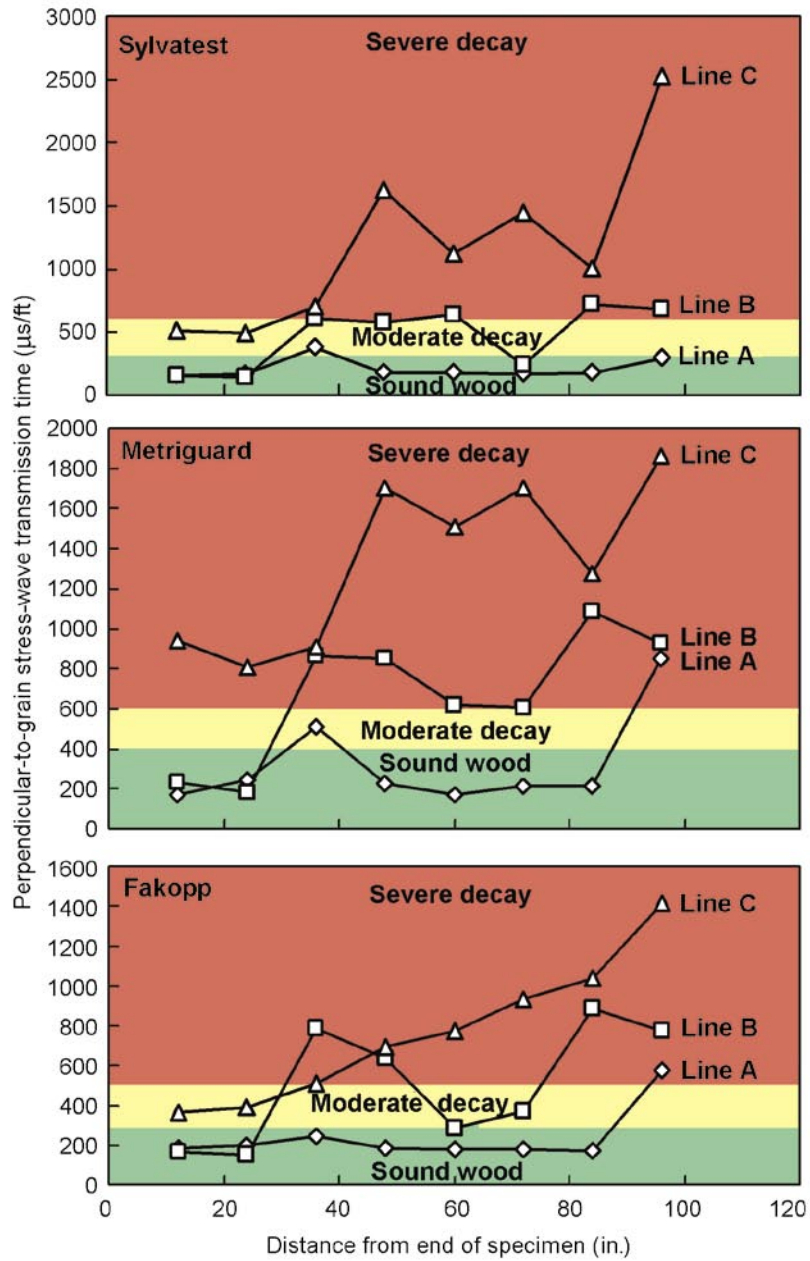 Perpendicular-to-grain stress-wave transmission time (µs/ft)
3000
2500
2000
1500
1000
500
0
Sylvatest
Severe decay
Line C
Line B
Moderate decay
Line A
Sound wood
2000
1800
1600
1400
1200
1000
800
600
400
200
0
Metriguard
Severe decay
Line C
Line B
Line A
Moderate decay
Sound wood
1600
1400
1200
1000
800
600
400
200
0
Fakopp
Severe decay
Line C
Line B
Line A
Moderate decay
Sound wood
0 20 40 60 80 100 120
Distance from end of specimen (in.)